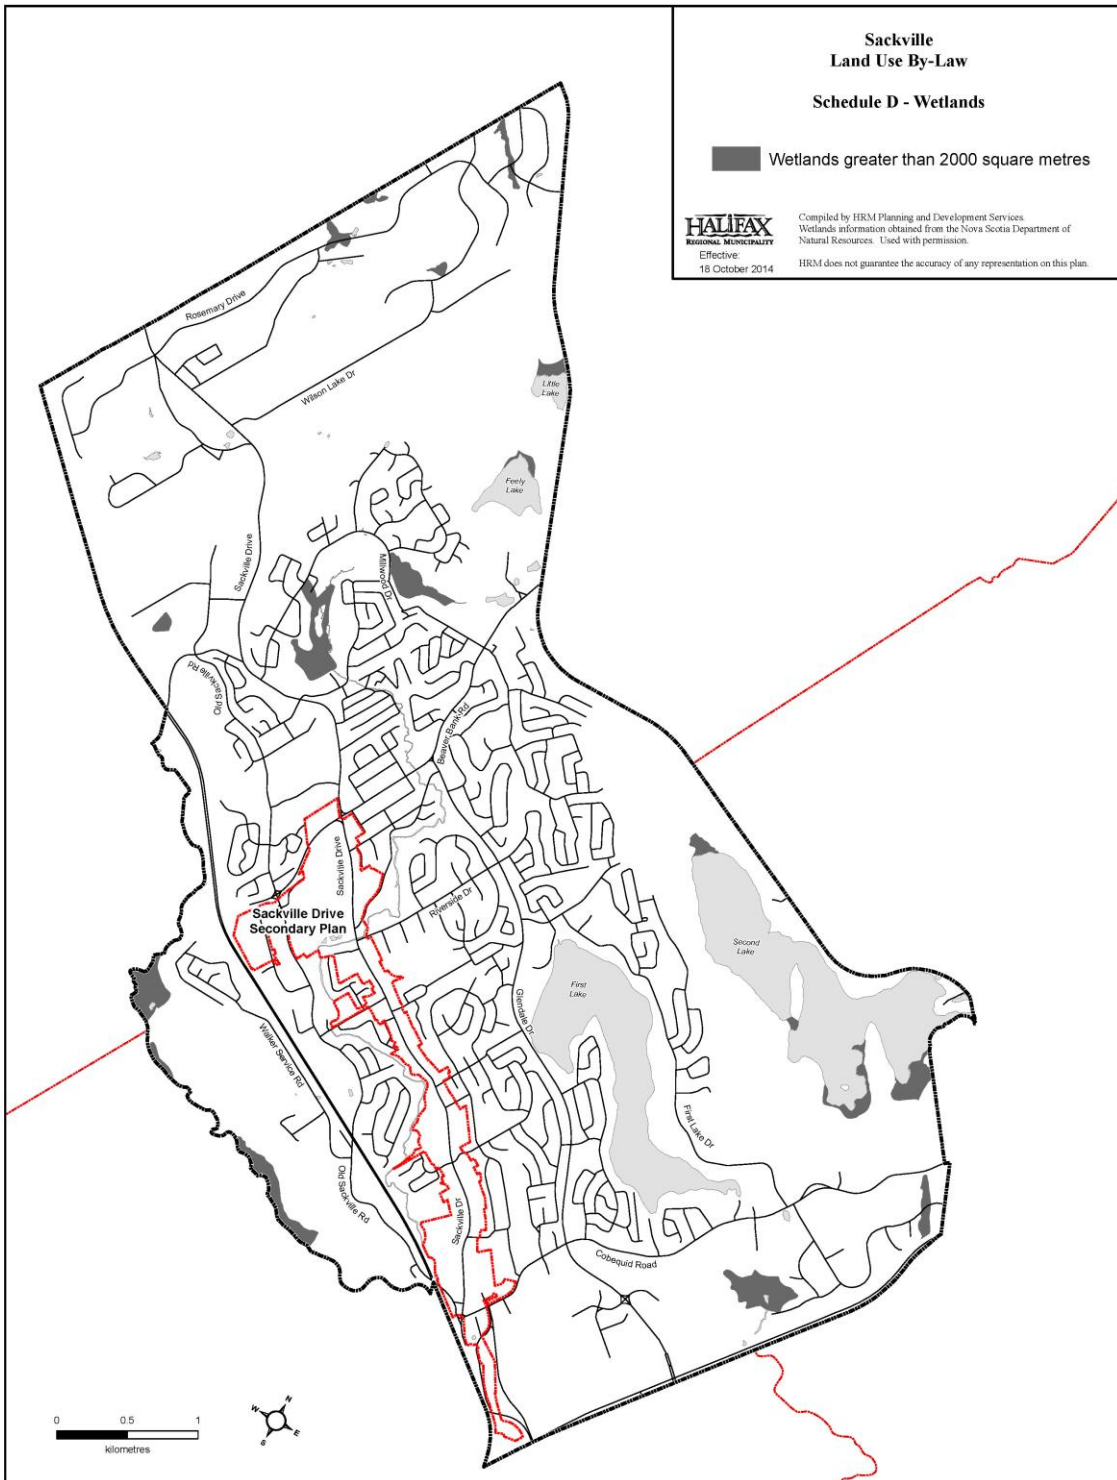 Sackville
Land Use By-Law
Schedule D - Wetlands
Wetlands greater than 2000 square metres
HALIFAX
REGIONAL MUNICIPALITY
Effective:
18 October 2014
Compiled by HRM Planning and Development Services.
Wetlands information obtained from the Nova Scotia Department of
Natural Resources. Used with permission.
HRM does not guarantee the accuracy of any representation on this plan.
Rosemary Drive
Wilson Lake Dr
Little
Lake
Feely
Lake
Sackville Drive
Millwood Dr
Old Sackville Rd
Beaver Bank Rd
Sackville Drive
Riverside Dr
Sackville Drive
Secondary Plan
Second
Lake
First
Lake
Glendale Dr
Walker Service Rd
First Lake Dr
Old Sackville Rd
Sackville Dr
Cobequid Road
0 0.5 1
kilometres
N
W
E
S